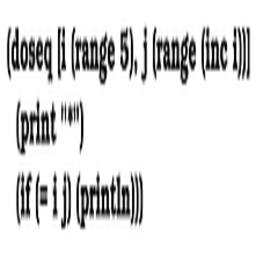 (doseq [i (range 5), j (range (inc i))]
(print "*")
(if (= i j) (println)))